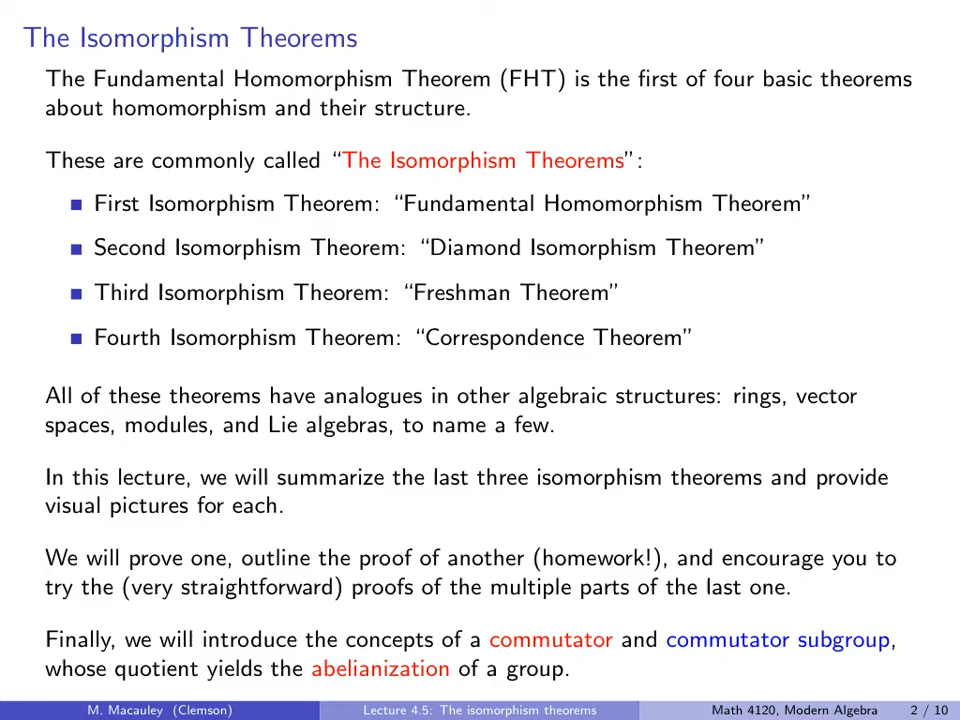 The Isomorphism Theorems
The Fundamental Homomorphism Theorem (FHT) is the first of four basic theorems
about homomorphism and their structure.
These are commonly called “The Isomorphism Theorems”:
First Isomorphism Theorem: “Fundamental Homomorphism Theorem”
Second Isomorphism Theorem: “Diamond Isomorphism Theorem”
Third Isomorphism Theorem: “Freshman Theorem”
Fourth Isomorphism Theorem: “Correspondence Theorem”
All of these theorems have analogues in other algebraic structures: rings, vector
spaces, modules, and Lie algebras, to name a few.
In this lecture, we will summarize the last three isomorphism theorems and provide
visual pictures for each.
We will prove one, outline the proof of another (homework!), and encourage you to
try the (very straightforward) proofs of the multiple parts of the last one.
Finally, we will introduce the concepts of a commutator and commutator subgroup,
whose quotient yields the abelianization of a group.
M. Macauley (Clemson) Lecture 4.5: The isomorphism theorems Math 4120, Modern Algebra 2 / 10